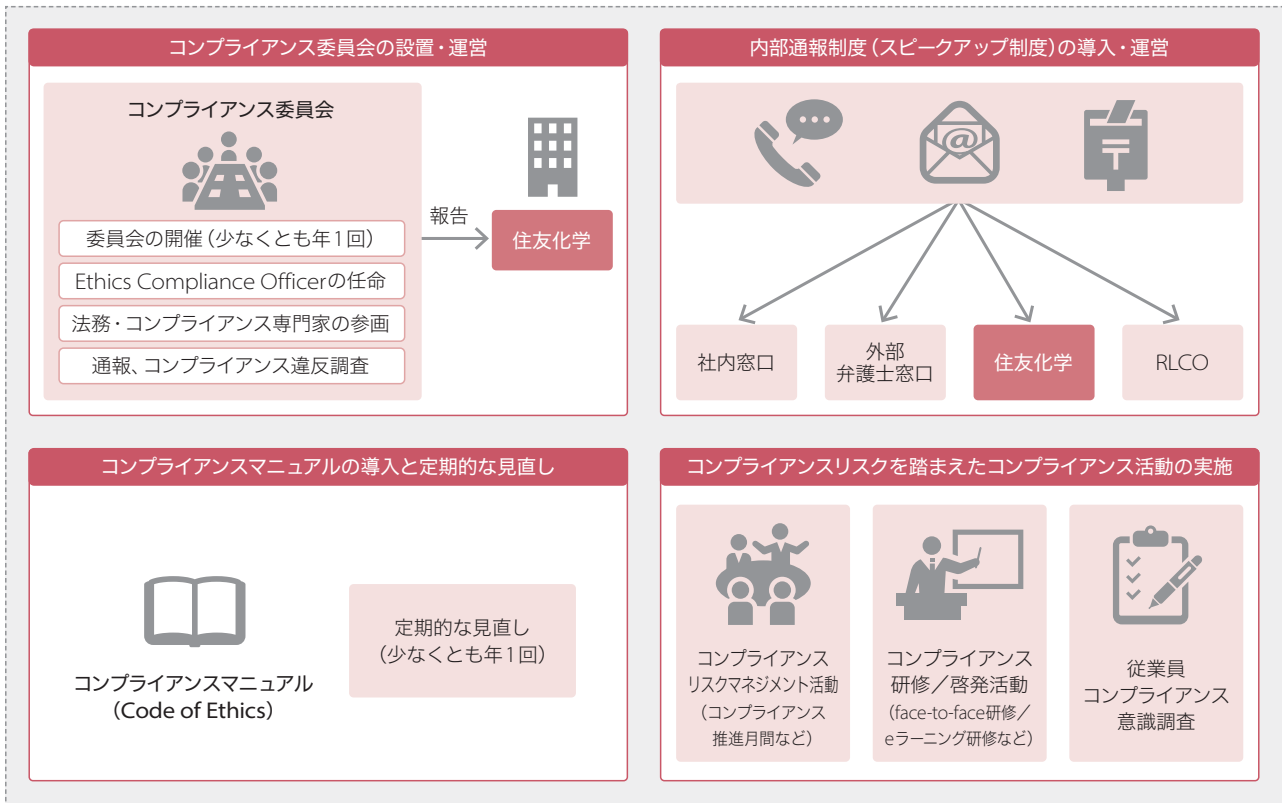 コンプライアンス委員会の設置・運営
コンプライアンス委員会
委員会の開催(少なくとも年1回)
Ethics Compliance Officerの任命
法務・コンプライアンス専門家の参画
通報、コンプライアンス違反調査
報告
住友化学
内部通報制度(スピークアップ制度)の導入・運営
@
〒
社内窓口
外部
弁護士窓口
住友化学
RLCO
コンプライアンスマニュアルの導入と定期的な見直し
コンプライアンスマニュアル
(Code of Ethics)
定期的な見直し
(少なくとも年1回)
コンプライアンスリスクを踏まえたコンプライアンス活動の実施
コンプライアンス
リスクマネジメント活動
(コンプライアンス
推進月間など)
コンプライアンス
研修/啓発活動
(face-to-face研修/
eラーニング研修など)
従業員
コンプライアンス
意識調査